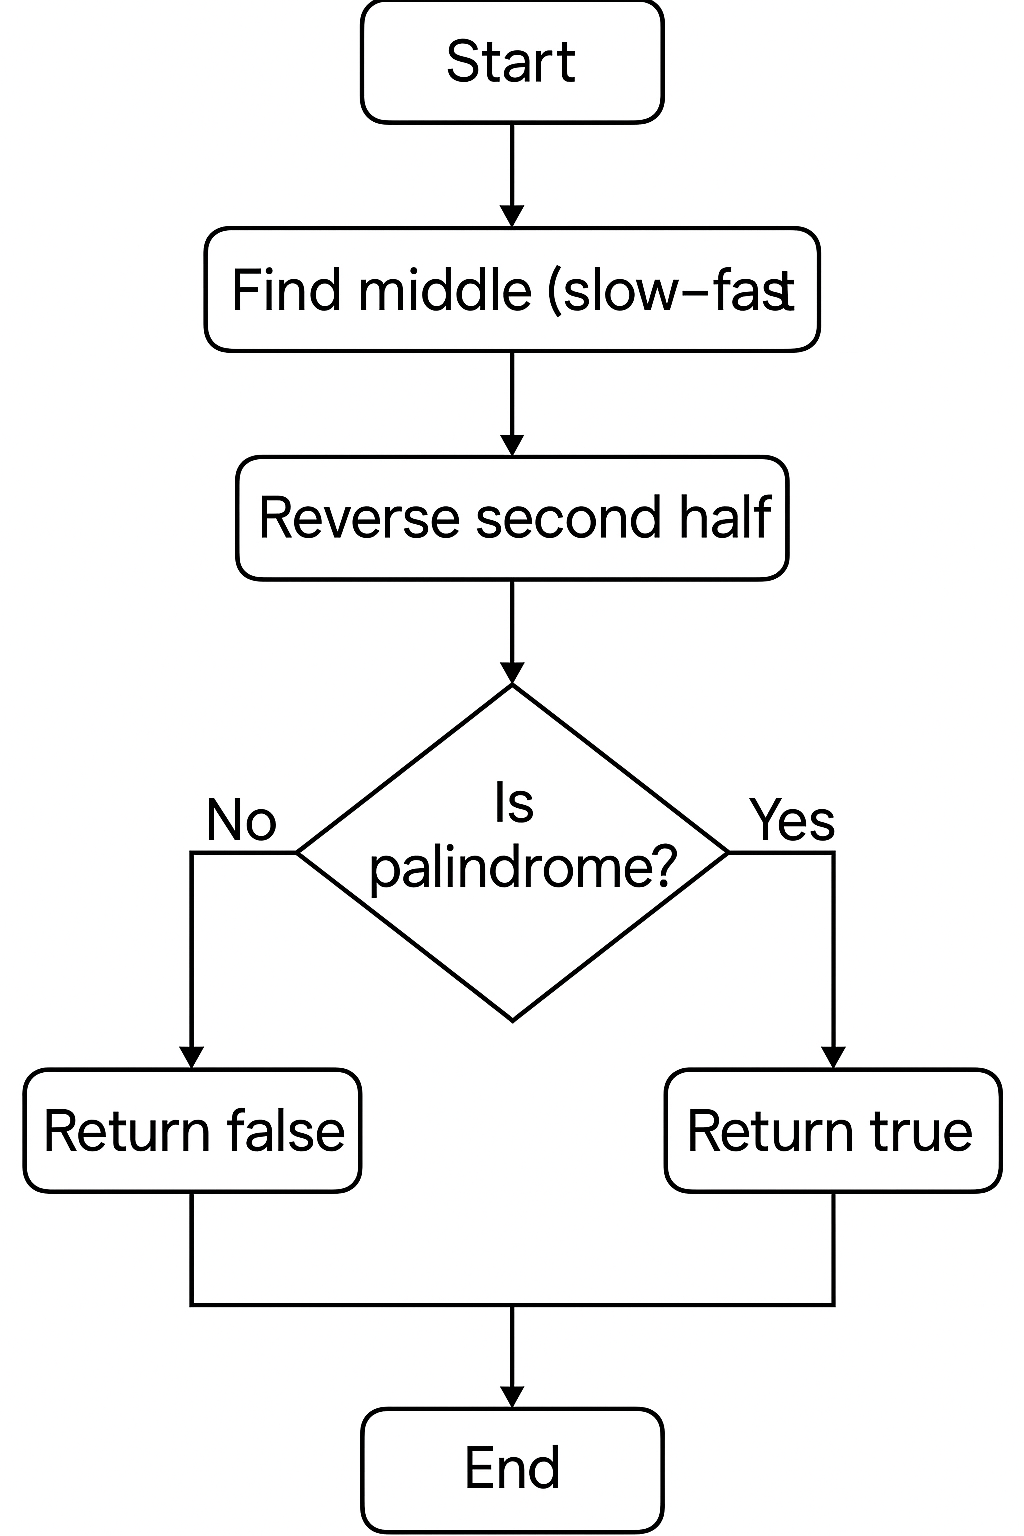 Start
Find middle (slow–fast
Reverse second half
Is
palindrome?
No
Yes
Return false
Return true
End